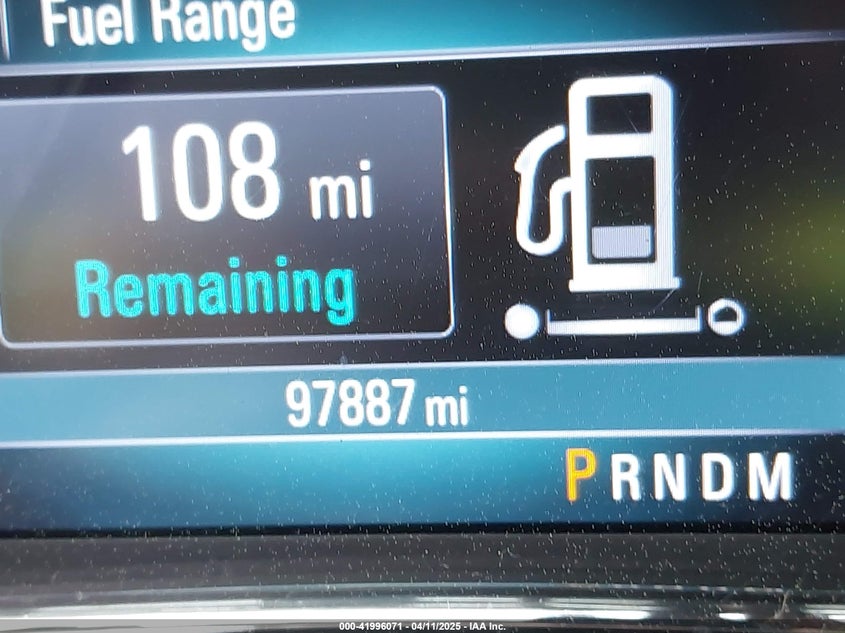 Fuel Range
108 mi
Remaining
97887 mi
PRNDM
000-41996071 - 04/11/2025 - IAA Inc.